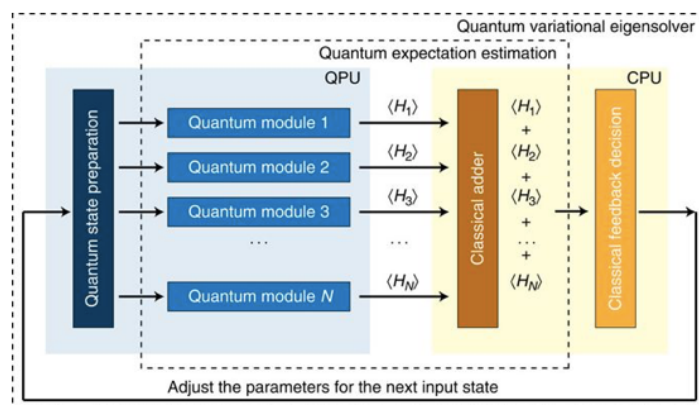 Quantum variational eigensolver
Quantum expectation estimation
QPU
CPU
Quantum state preparation
Quantum module 1
Quantum module 2
Quantum module 3
...
Quantum module N
⟨H₁⟩
⟨H₂⟩
⟨H₃⟩
...
⟨H_N⟩
Classical adder
⟨H₁⟩
+
⟨H₂⟩
+
⟨H₃⟩
+
...
+
⟨H_N⟩
Classical feedback decision
Adjust the parameters for the next input state